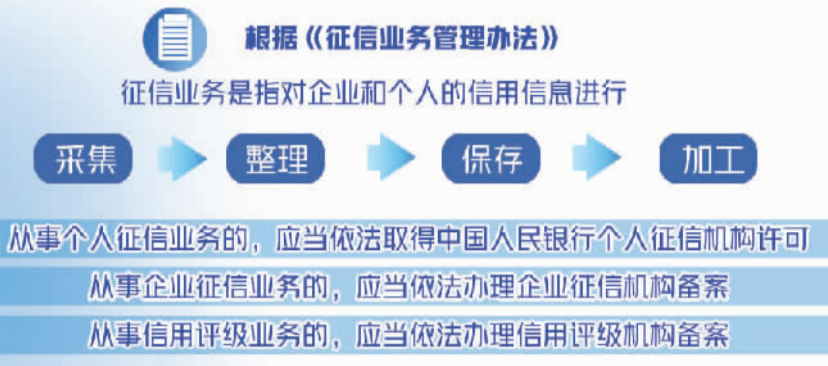 根据《征信业务管理办法》
征信业务是指对企业和个人的信用信息进行
采集 整理 保存 加工
从事个人征信业务的，应当依法取得中国人民银行个人征信机构许可
从事企业征信业务的，应当依法办理企业征信机构备案
从事信用评级业务的，应当依法办理信用评级机构备案